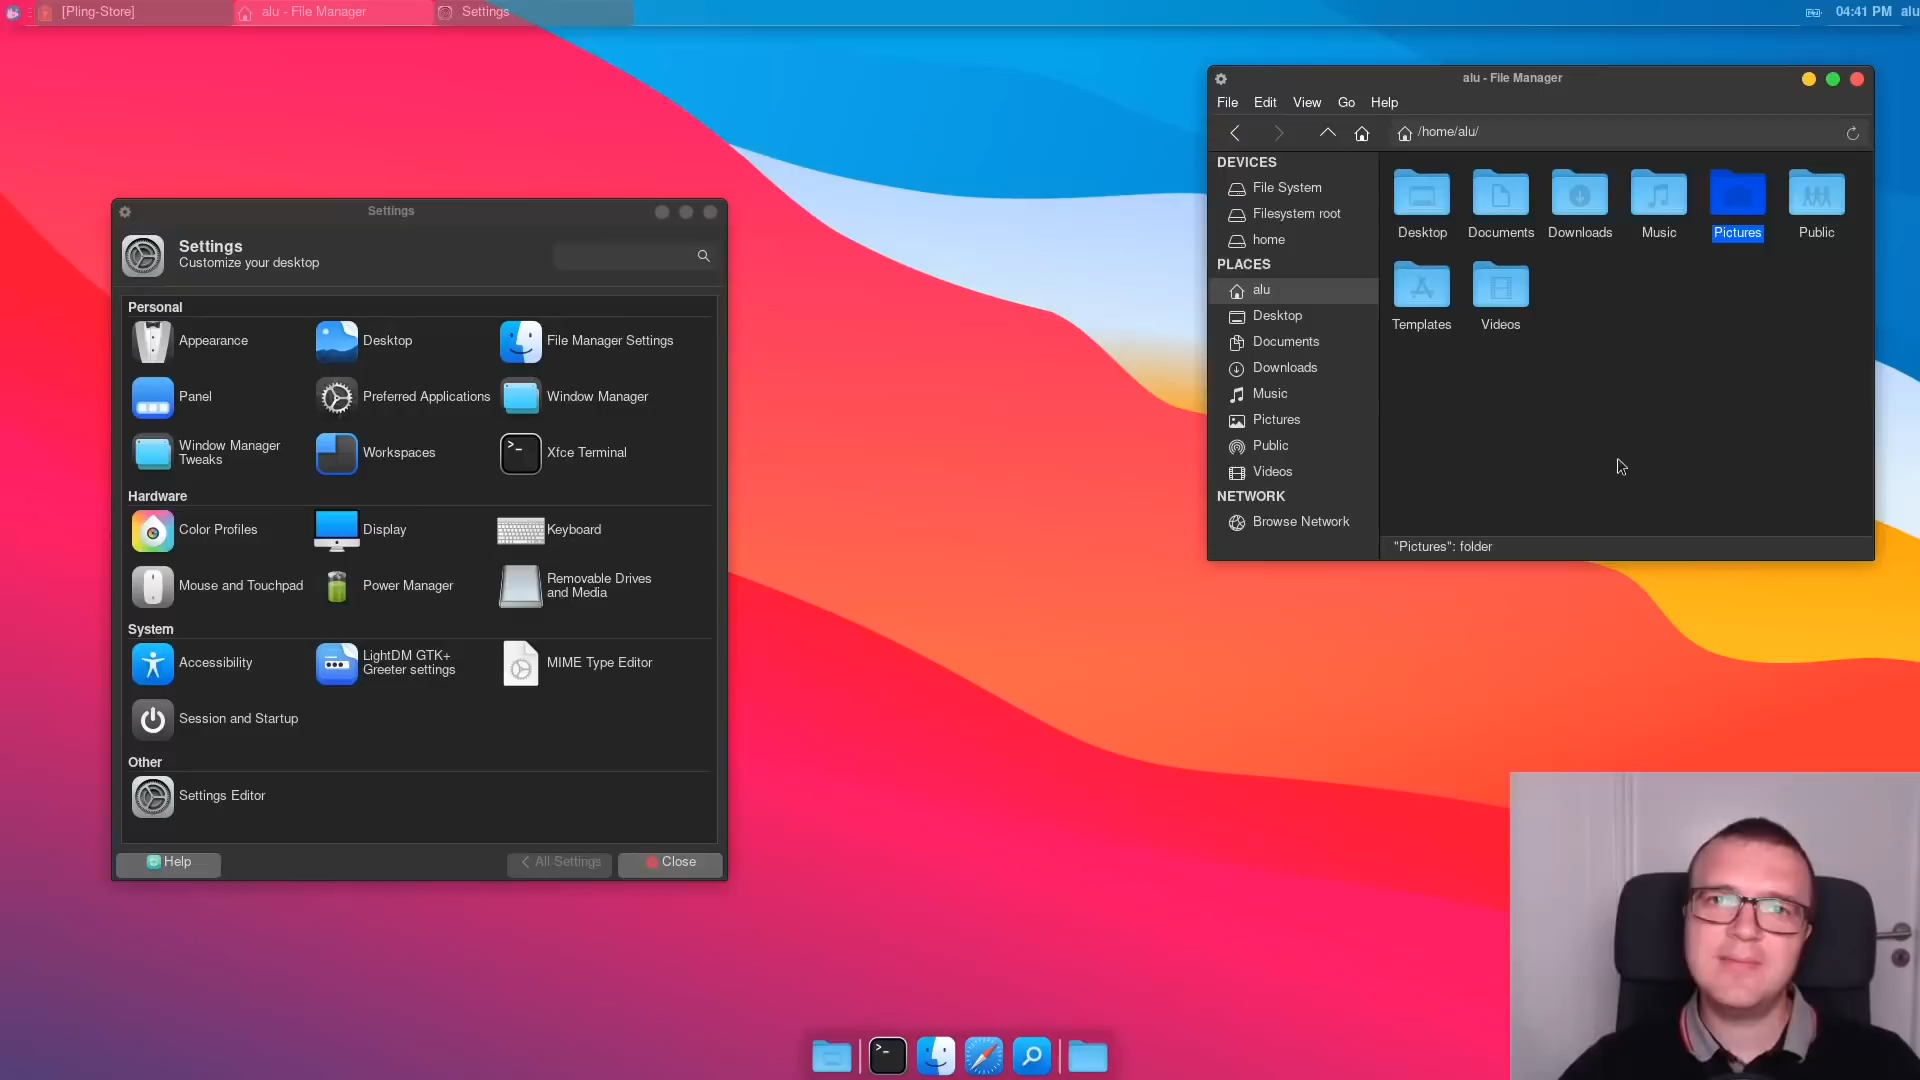 [Pling-Store]
alu - File Manager
Settings
04:41 PM alu
alu - File Manager
File Edit View Go Help
/home/alu/
DEVICES
File System
Filesystem root
home
PLACES
alu
Desktop
Documents
Downloads
Music
Pictures
Public
Videos
NETWORK
Browse Network
Desktop Documents Downloads Music Pictures Public
Templates Videos
"Pictures": folder
Settings
Settings
Customize your desktop
Personal
Appearance
Desktop
File Manager Settings
Panel
Preferred Applications
Window Manager
Window Manager
Tweaks
Workspaces
Xfce Terminal
Hardware
Color Profiles
Display
Keyboard
Mouse and Touchpad
Power Manager
Removable Drives
and Media
System
Accessibility
LightDM GTK+
Greeter settings
MIME Type Editor
Session and Startup
Other
Settings Editor
Help
All Settings
Close